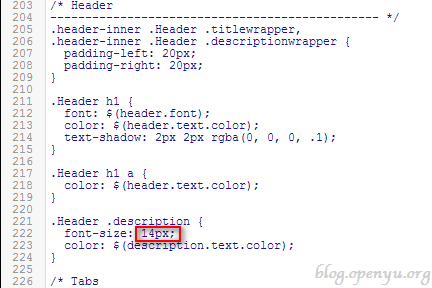 203 /* Header
204 ----------------------------------------------- */
205 .header-inner .Header .titlewrapper,
206 .header-inner .Header .descriptionwrapper {
207 padding-left: 20px;
208 padding-right: 20px;
209 }
210
211 .Header h1 {
212 font: $(header.font);
213 color: $(header.text.color);
214 text-shadow: 2px 2px rgba(0, 0, 0, .1);
215 }
216
217 .Header h1 a {
218 color: $(header.text.color);
219 }
220
221 .Header .description {
222 font-size: 14px;
223 color: $(description.text.color);
224 }
225
226 /* Tabs
blog.openyu.org